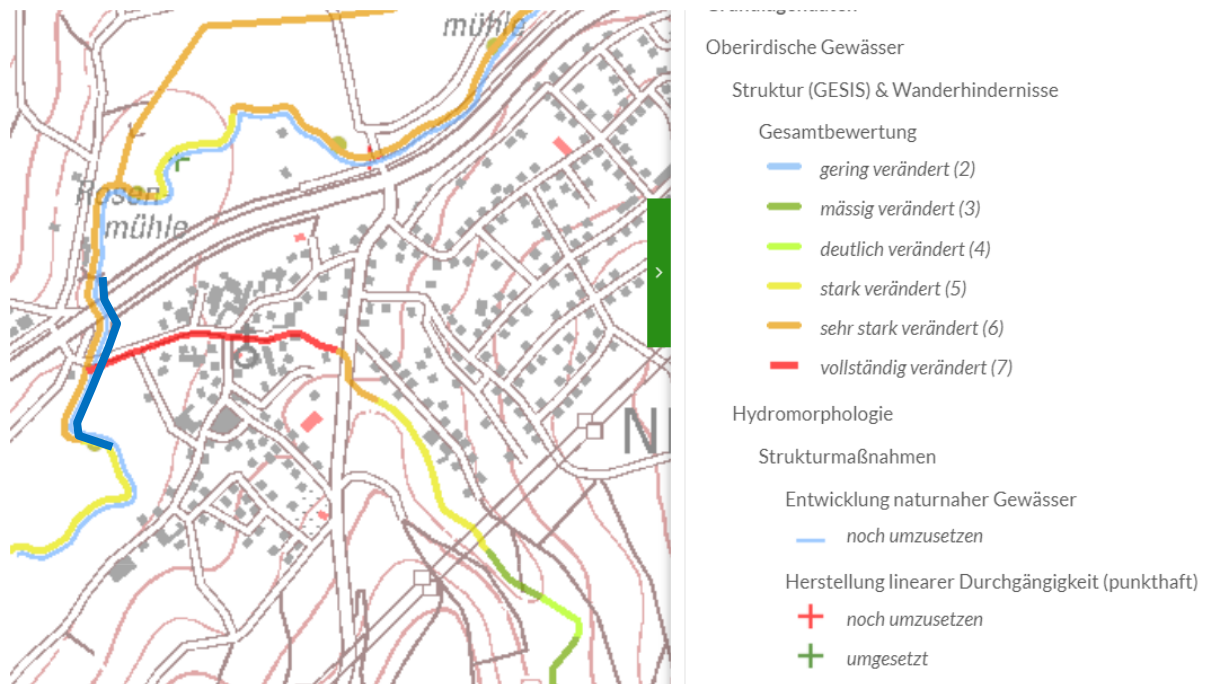 mühle
Rosen-
mühle
Oberirdische Gewässer
Struktur (GESIS) & Wanderhindernisse
Gesamtbewertung
gering verändert (2)
mässig verändert (3)
deutlich verändert (4)
stark verändert (5)
sehr stark verändert (6)
vollständig verändert (7)
Hydromorphologie
Strukturmaßnahmen
Entwicklung naturnaher Gewässer
noch umzusetzen
Herstellung linearer Durchgängigkeit (punkthaft)
noch umzusetzen
umgesetzt